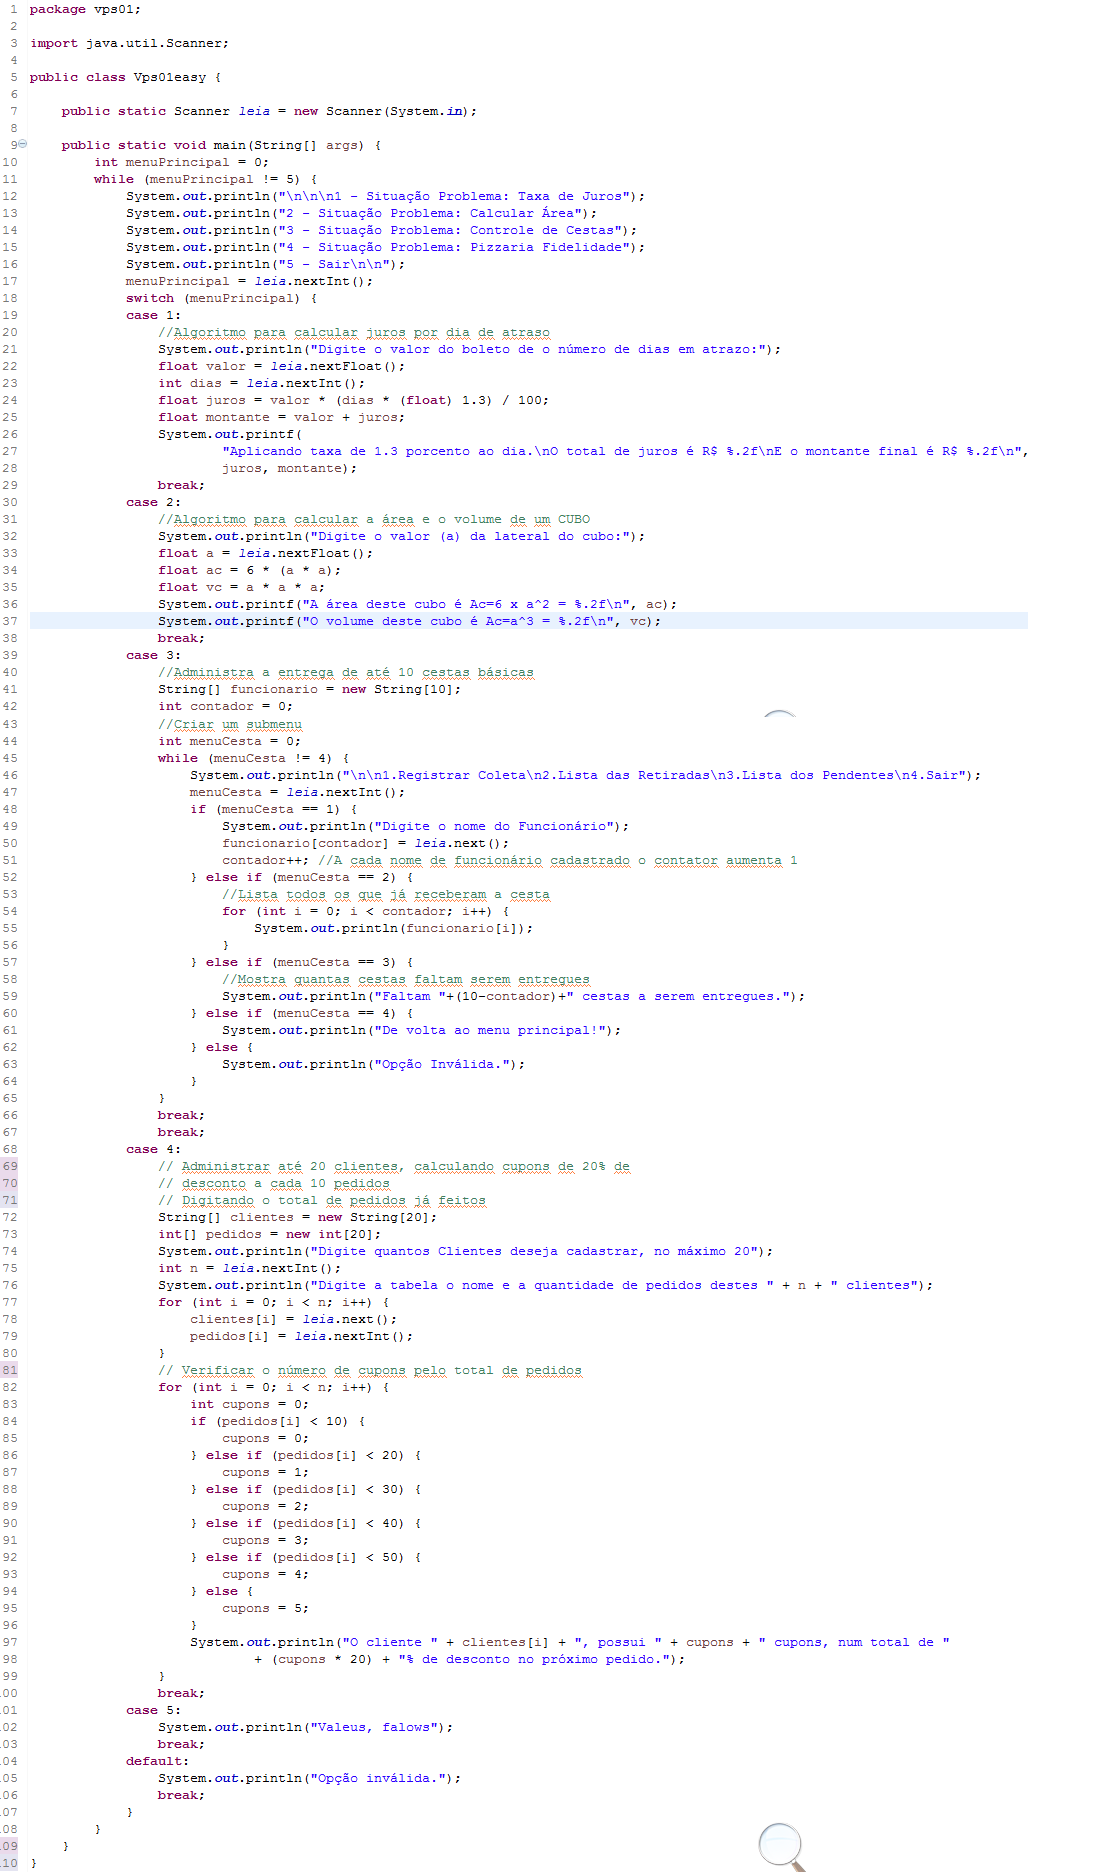 1 package vps01;
2
3 import java.util.Scanner;
4
5 public class Vps01easy {
6
7     public static Scanner leia = new Scanner(System.in);
8
9     public static void main(String[] args) {
10         int menuPrincipal = 0;
11         while (menuPrincipal != 5) {
12             System.out.println("\n\n\n1 - Situação Problema: Taxa de Juros");
13             System.out.println("2 - Situação Problema: Calcular Área");
14             System.out.println("3 - Situação Problema: Controle de Cestas");
15             System.out.println("4 - Situação Problema: Pizzaria Fidelidade");
16             System.out.println("5 - Sair\n\n");
17             menuPrincipal = leia.nextInt();
18             switch (menuPrincipal) {
19             case 1:
20                 //Algoritmo para calcular juros por dia de atraso
21                 System.out.println("Digite o valor do boleto de o número de dias em atrazo:");
22                 float valor = leia.nextFloat();
23                 int dias = leia.nextInt();
24                 float juros = valor * (dias * (float) 1.3) / 100;
25                 float montante = valor + juros;
26                 System.out.printf(
27                         "Aplicando taxa de 1.3 porcento ao dia.\nO total de juros é R$ %.2f\nE o montante final é R$ %.2f\n",
28                         juros, montante);
29                 break;
30             case 2:
31                 //Algoritmo para calcular a área e o volume de um CUBO
32                 System.out.println("Digite o valor (a) da lateral do cubo:");
33                 float a = leia.nextFloat();
34                 float ac = 6 * (a * a);
35                 float vc = a * a * a;
36                 System.out.printf("A área deste cubo é Ac=6 x a^2 = %.2f\n", ac);
37                 System.out.printf("O volume deste cubo é Ac=a^3 = %.2f\n", vc);
38                 break;
39             case 3:
40                 //Administra a entrega de até 10 cestas básicas
41                 String[] funcionario = new String[10];
42                 int contador = 0;
43                 //Criar um submenu
44                 int menuCesta = 0;
45                 while (menuCesta != 4) {
46                     System.out.println("\n\n1.Registrar Coleta\n2.Lista das Retiradas\n3.Lista dos Pendentes\n4.Sair");
47                     menuCesta = leia.nextInt();
48                     if (menuCesta == 1) {
49                         System.out.println("Digite o nome do Funcionário");
50                         funcionario[contador] = leia.next();
51                         contador++; //A cada nome de funcionário cadastrado o contator aumenta 1
52                     } else if (menuCesta == 2) {
53                         //Lista todos os que já receberam a cesta
54                         for (int i = 0; i < contador; i++) {
55                             System.out.println(funcionario[i]);
56                         }
57                     } else if (menuCesta == 3) {
58                         //Mostra quantas cestas faltam serem entregues
59                         System.out.println("Faltam "+(10-contador)+" cestas a serem entregues.");
60                     } else if (menuCesta == 4) {
61                         System.out.println("De volta ao menu principal!");
62                     } else {
63                         System.out.println("Opção Inválida.");
64                     }
65                 }
66                 break;
67                 break;
68             case 4:
69                 // Administrar até 20 clientes, calculando cupons de 20% de
70                 // desconto a cada 10 pedidos
71                 // Digitando o total de pedidos já feitos
72                 String[] clientes = new String[20];
73                 int[] pedidos = new int[20];
74                 System.out.println("Digite quantos Clientes deseja cadastrar, no máximo 20");
75                 int n = leia.nextInt();
76                 System.out.println("Digite a tabela o nome e a quantidade de pedidos destes " + n + " clientes");
77                 for (int i = 0; i < n; i++) {
78                     clientes[i] = leia.next();
79                     pedidos[i] = leia.nextInt();
80                 }
81                 // Verificar o número de cupons pelo total de pedidos
82                 for (int i = 0; i < n; i++) {
83                     int cupons = 0;
84                     if (pedidos[i] < 10) {
85                         cupons = 0;
86                     } else if (pedidos[i] < 20) {
87                         cupons = 1;
88                     } else if (pedidos[i] < 30) {
89                         cupons = 2;
90                     } else if (pedidos[i] < 40) {
91                         cupons = 3;
92                     } else if (pedidos[i] < 50) {
93                         cupons = 4;
94                     } else {
95                         cupons = 5;
96                     }
97                     System.out.println("O cliente " + clientes[i] + ", possui " + cupons + " cupons, num total de "
98                             + (cupons * 20) + "% de desconto no próximo pedido.");
99                 }
00                 break;
01             case 5:
02                 System.out.println("Valeus, falows");
03                 break;
04             default:
05                 System.out.println("Opção inválida.");
06                 break;
07             }
08         }
09     }
10 }